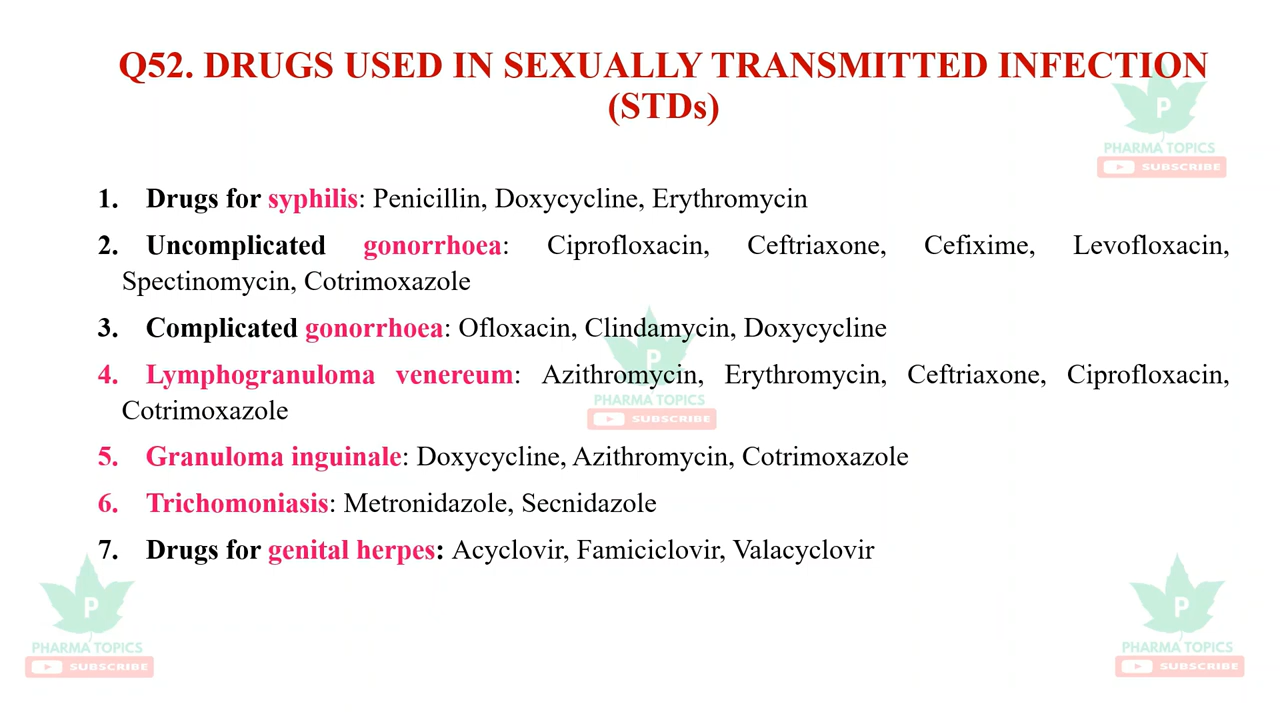 Q52. DRUGS USED IN SEXUALLY TRANSMITTED INFECTION
(STDs)
P
PHARMA TOPICS
SUBSCRIBE
1. Drugs for syphilis: Penicillin, Doxycycline, Erythromycin
2. Uncomplicated gonorrhoea: Ciprofloxacin, Ceftriaxone, Cefixime, Levofloxacin,
Spectinomycin, Cotrimoxazole
3. Complicated gonorrhoea: Ofloxacin, Clindamycin, Doxycycline
4. Lymphogranuloma venereum: Azithromycin, Erythromycin, Ceftriaxone, Ciprofloxacin,
Cotrimoxazole
P
PHARMA TOPICS
SUBSCRIBE
5. Granuloma inguinale: Doxycycline, Azithromycin, Cotrimoxazole
6. Trichomoniasis: Metronidazole, Secnidazole
7. Drugs for genital herpes: Acyclovir, Famiciclovir, Valacyclovir
P
PHARMA TOPICS
SUBSCRIBE
P
PHARMA TOPICS
SUBSCRIBE